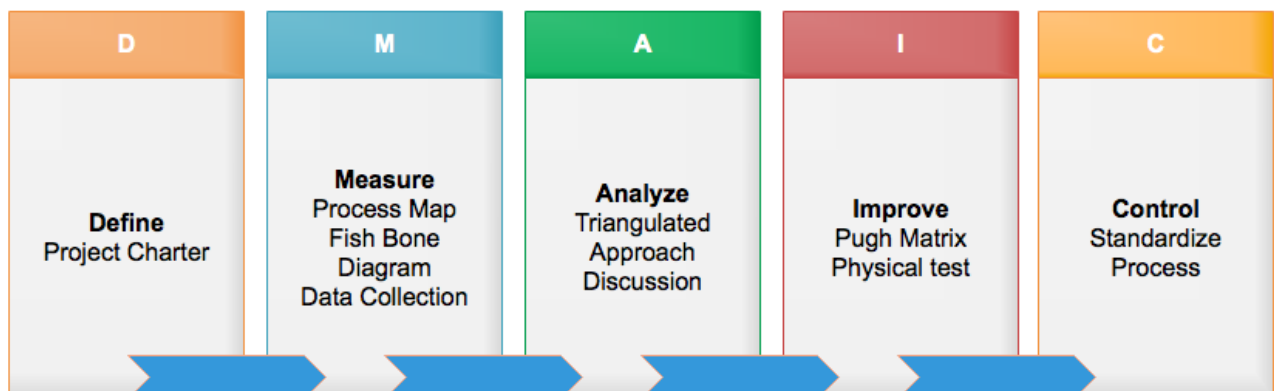 D
Define
Project Charter
M
Measure
Process Map
Fish Bone
Diagram
Data Collection
A
Analyze
Triangulated
Approach
Discussion
I
Improve
Pugh Matrix
Physical test
C
Control
Standardize
Process